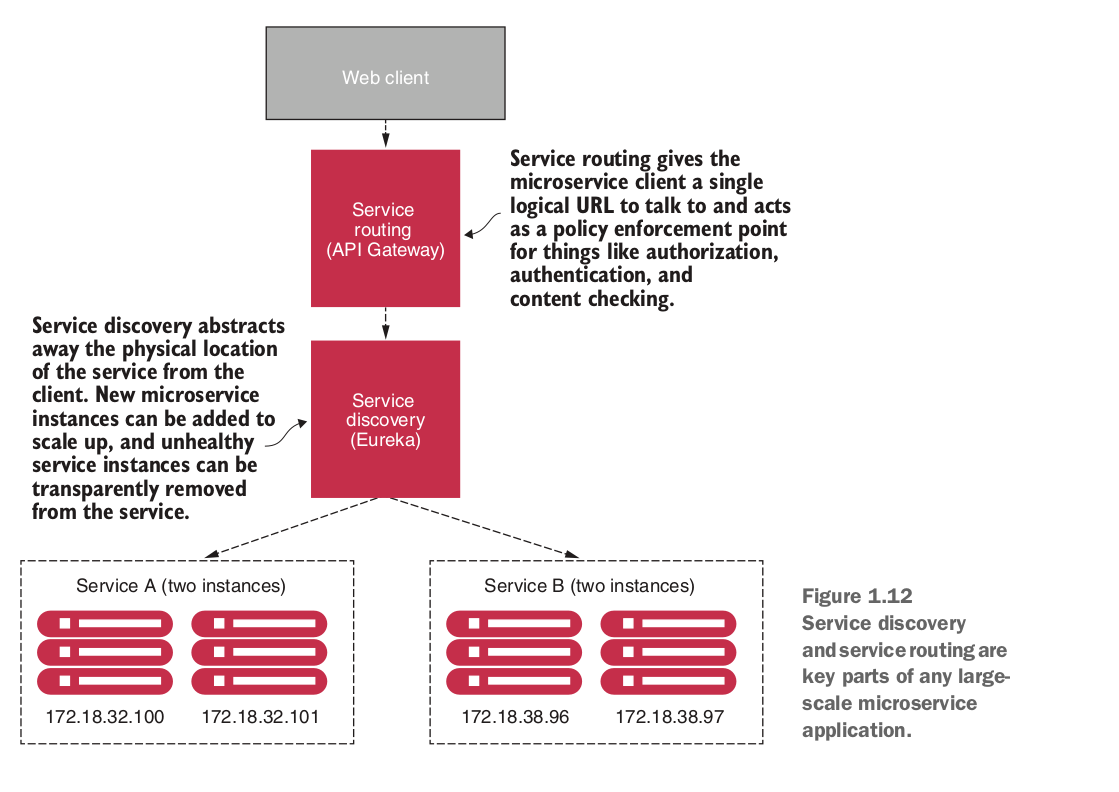 Web client
Service
routing
(API Gateway)
Service routing gives the
microservice client a single
logical URL to talk to and acts
as a policy enforcement point
for things like authorization,
authentication, and
content checking.
Service discovery abstracts
away the physical location
of the service from the
client. New microservice
instances can be added to
scale up, and unhealthy
service instances can be
transparently removed
from the service.
Service
discovery
(Eureka)
Service A (two instances)
172.18.32.100
172.18.32.101
Service B (two instances)
172.18.38.96
172.18.38.97
Figure 1.12
Service discovery
and service routing are
key parts of any large-
scale microservice
application.